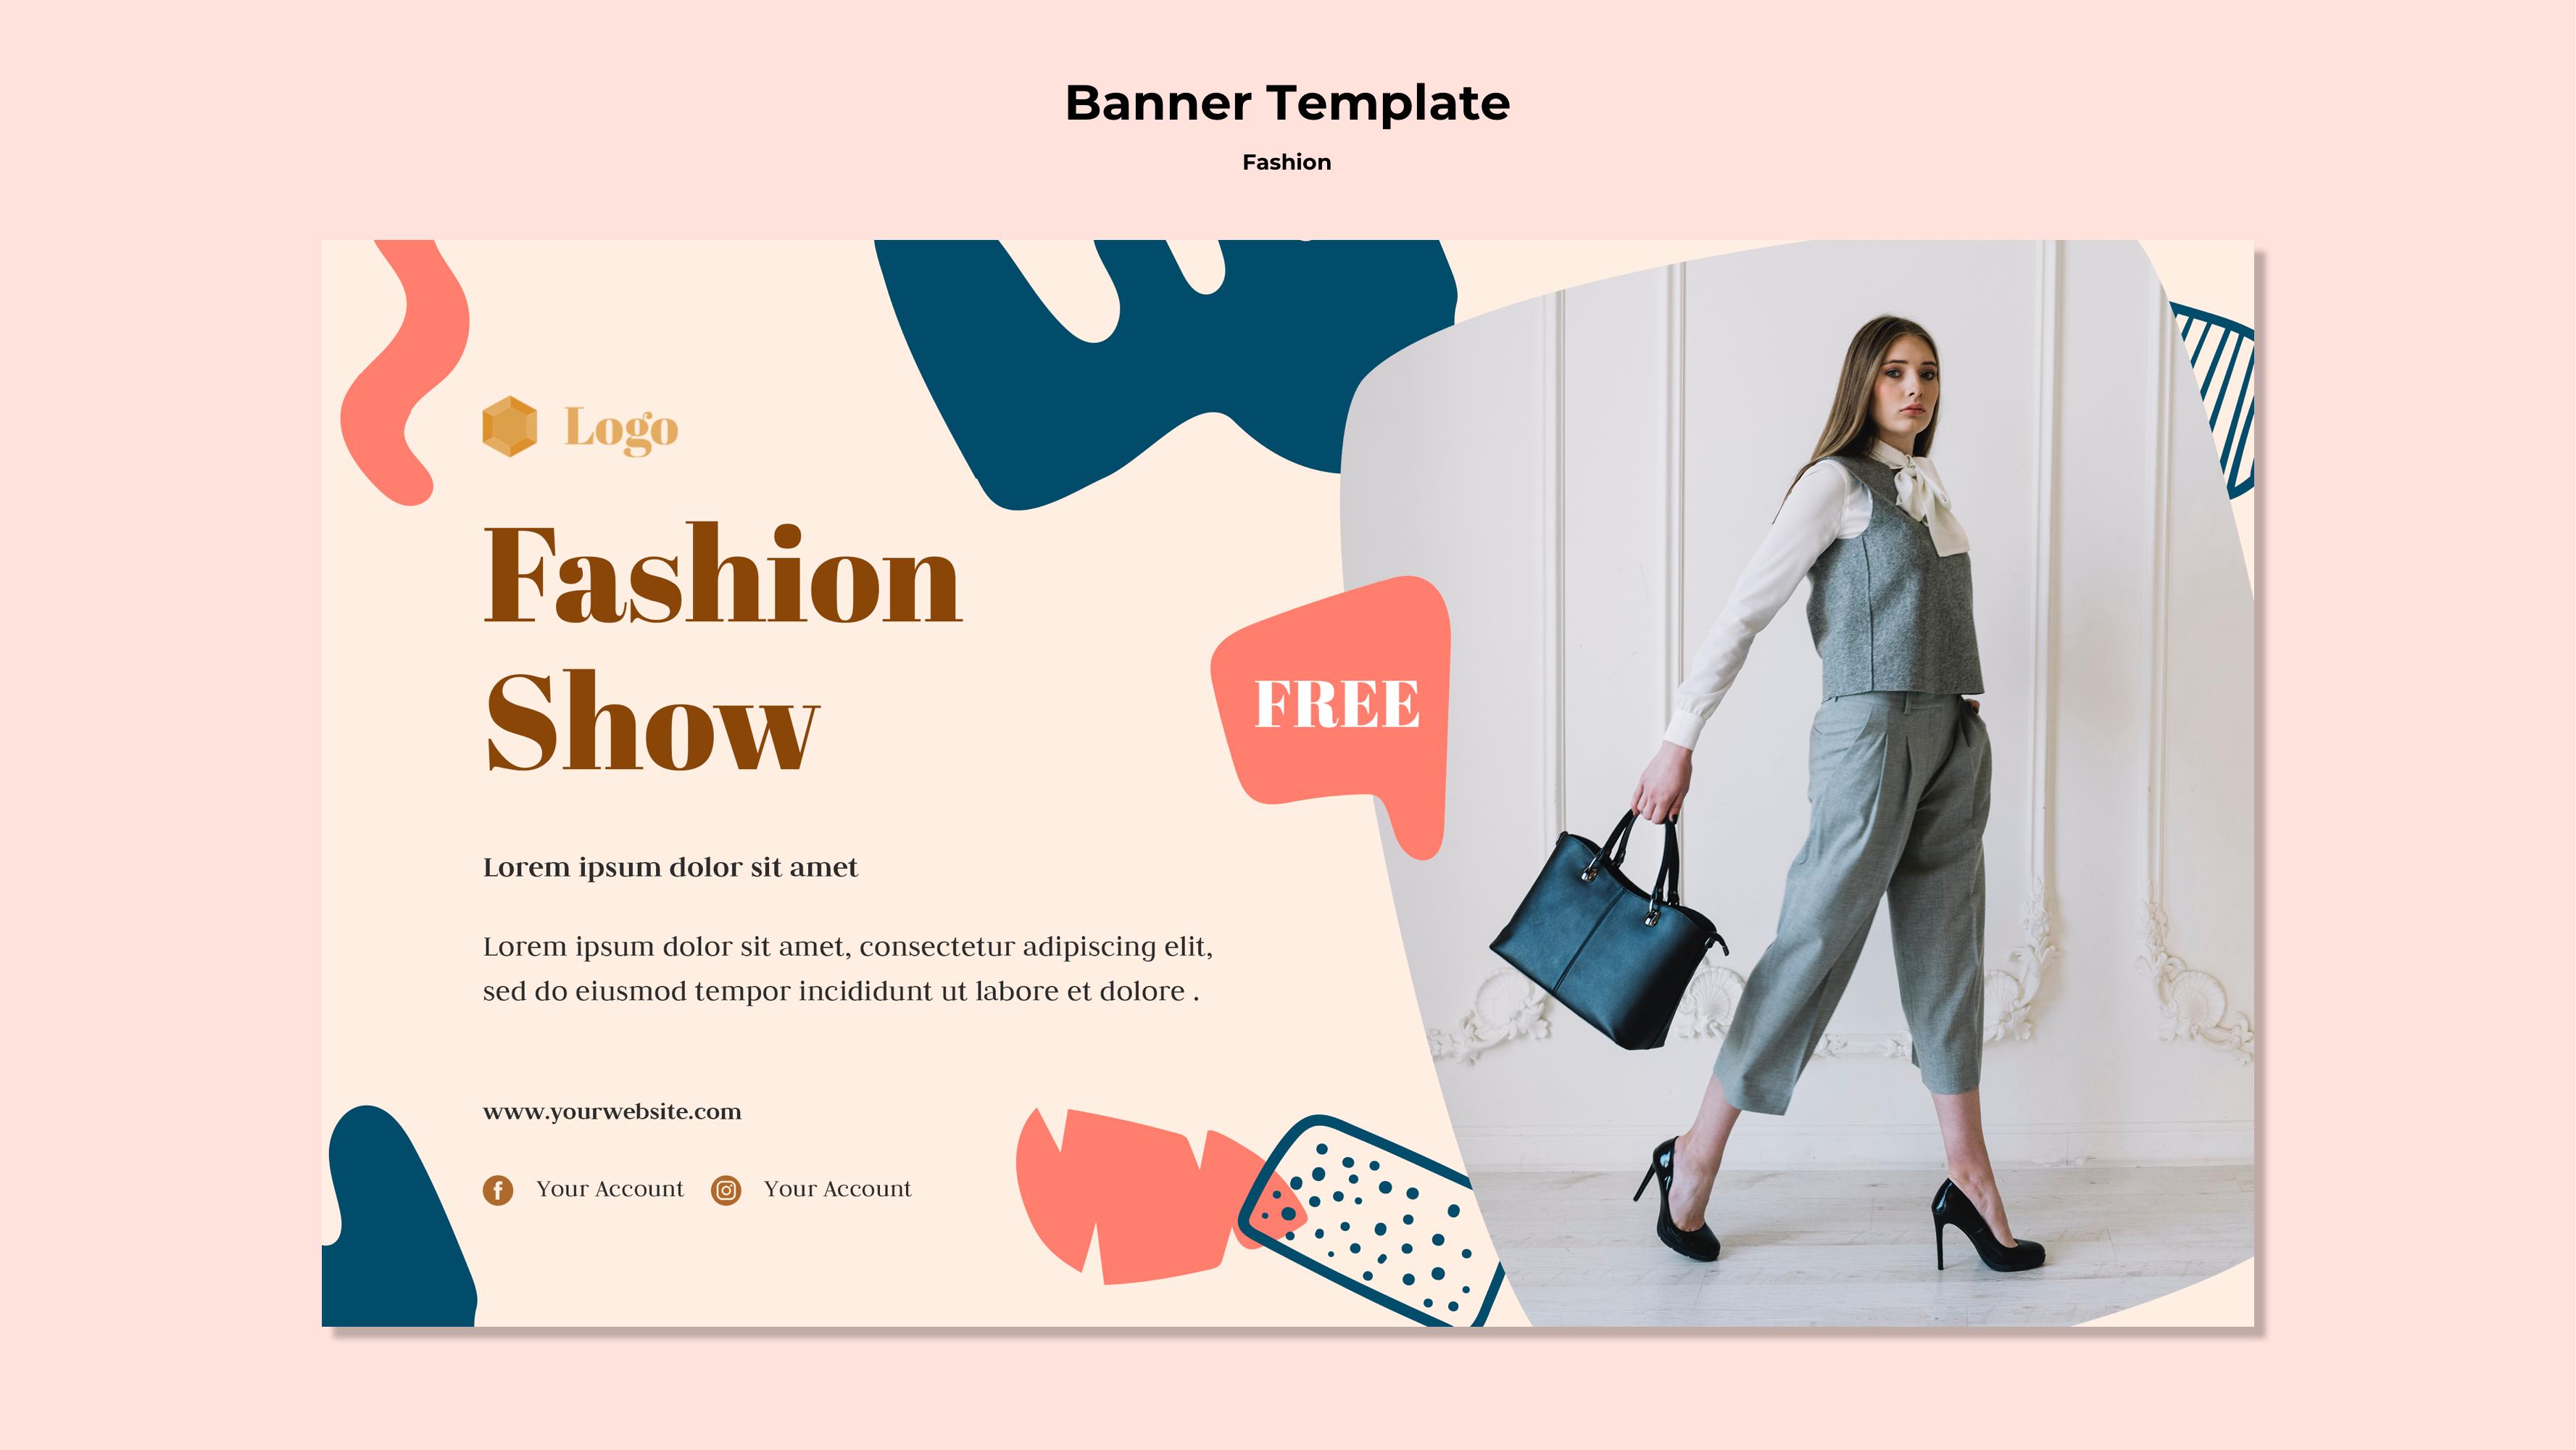 Banner Template
Fashion
Logo
Fashion
Show
FREE
Lorem ipsum dolor sit amet
Lorem ipsum dolor sit amet, consectetur adipiscing elit,
sed do eiusmod tempor incididunt ut labore et dolore .
www.yourwebsite.com
Your Account Your Account